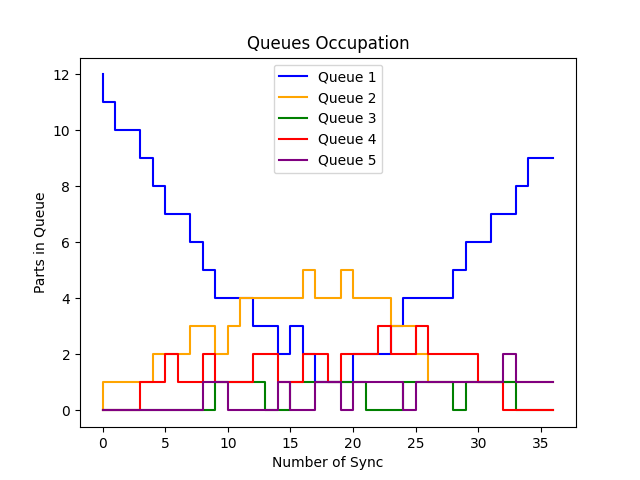 Queues Occupation
Queue 1
Queue 2
Queue 3
Queue 4
Queue 5
Parts in Queue
12
10
8
6
4
2
0
0 5 10 15 20 25 30 35
Number of Sync